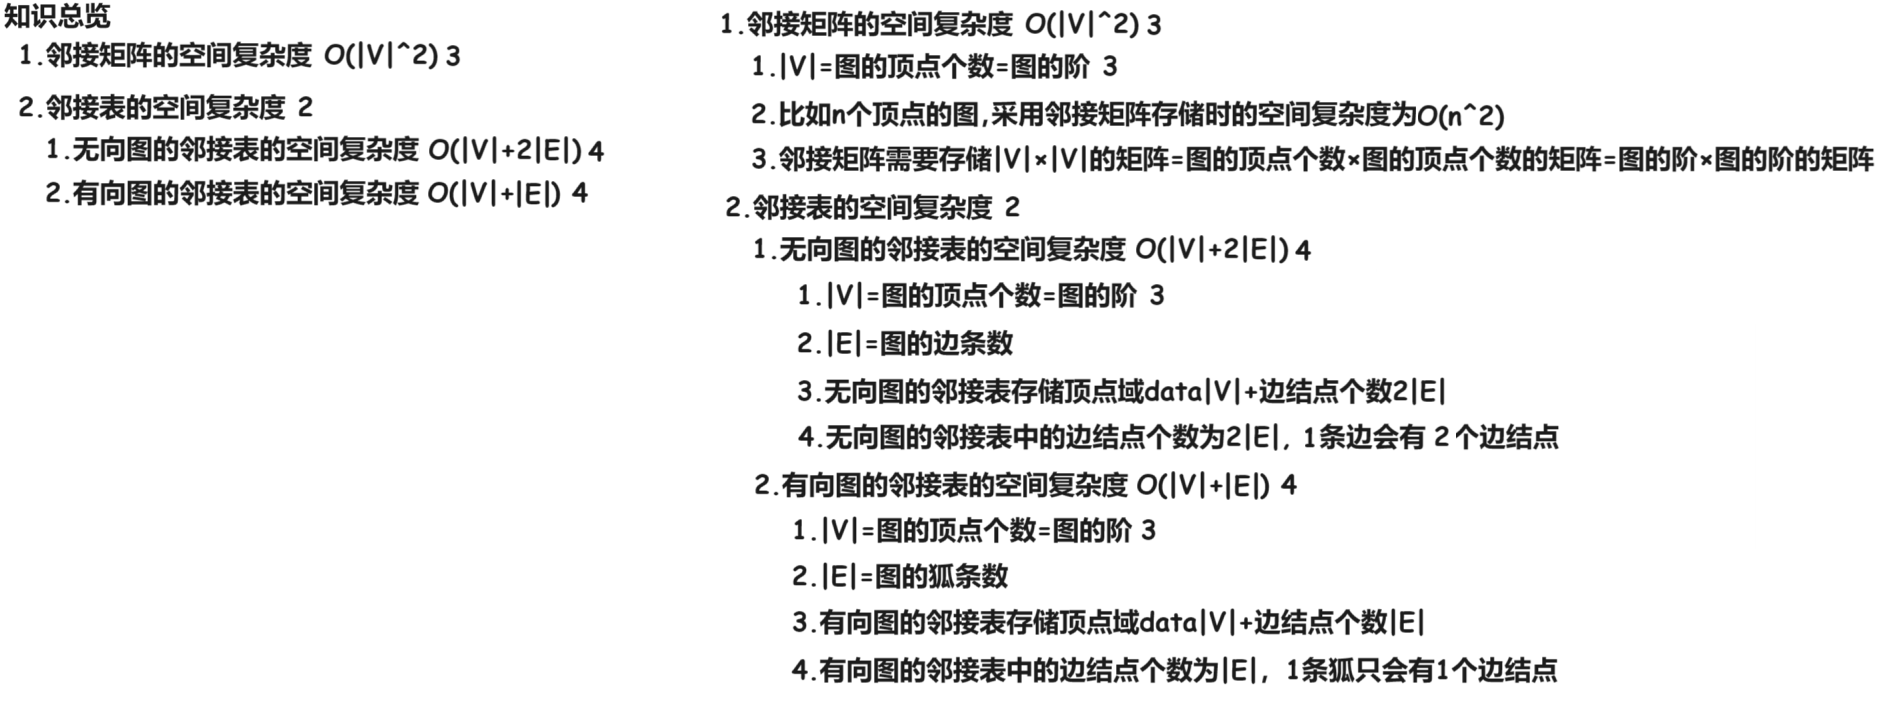 知识总览
1.邻接矩阵的空间复杂度 O(|V|^2) 3
2.邻接表的空间复杂度 2
1.无向图的邻接表的空间复杂度 O(|V|+2|E|) 4
2.有向图的邻接表的空间复杂度 O(|V|+|E|) 4
1.邻接矩阵的空间复杂度 O(|V|^2) 3
1.|V|=图的顶点个数=图的阶 3
2.比如n个顶点的图,采用邻接矩阵存储时的空间复杂度为O(n^2)
3.邻接矩阵需要存储|V|×|V|的矩阵=图的顶点个数×图的顶点个数的矩阵=图的阶×图的阶的矩阵
2.邻接表的空间复杂度 2
1.无向图的邻接表的空间复杂度 O(|V|+2|E|) 4
1.|V|=图的顶点个数=图的阶 3
2.|E|=图的边条数
3.无向图的邻接表存储顶点域data|V|+边结点个数2|E|
4.无向图的邻接表中的边结点个数为2|E|, 1条边会有 2个边结点
2.有向图的邻接表的空间复杂度 O(|V|+|E|) 4
1.|V|=图的顶点个数=图的阶 3
2.|E|=图的狐条数
3.有向图的邻接表存储顶点域data|V|+边结点个数|E|
4.有向图的邻接表中的边结点个数为|E|, 1条狐只会有1个边结点